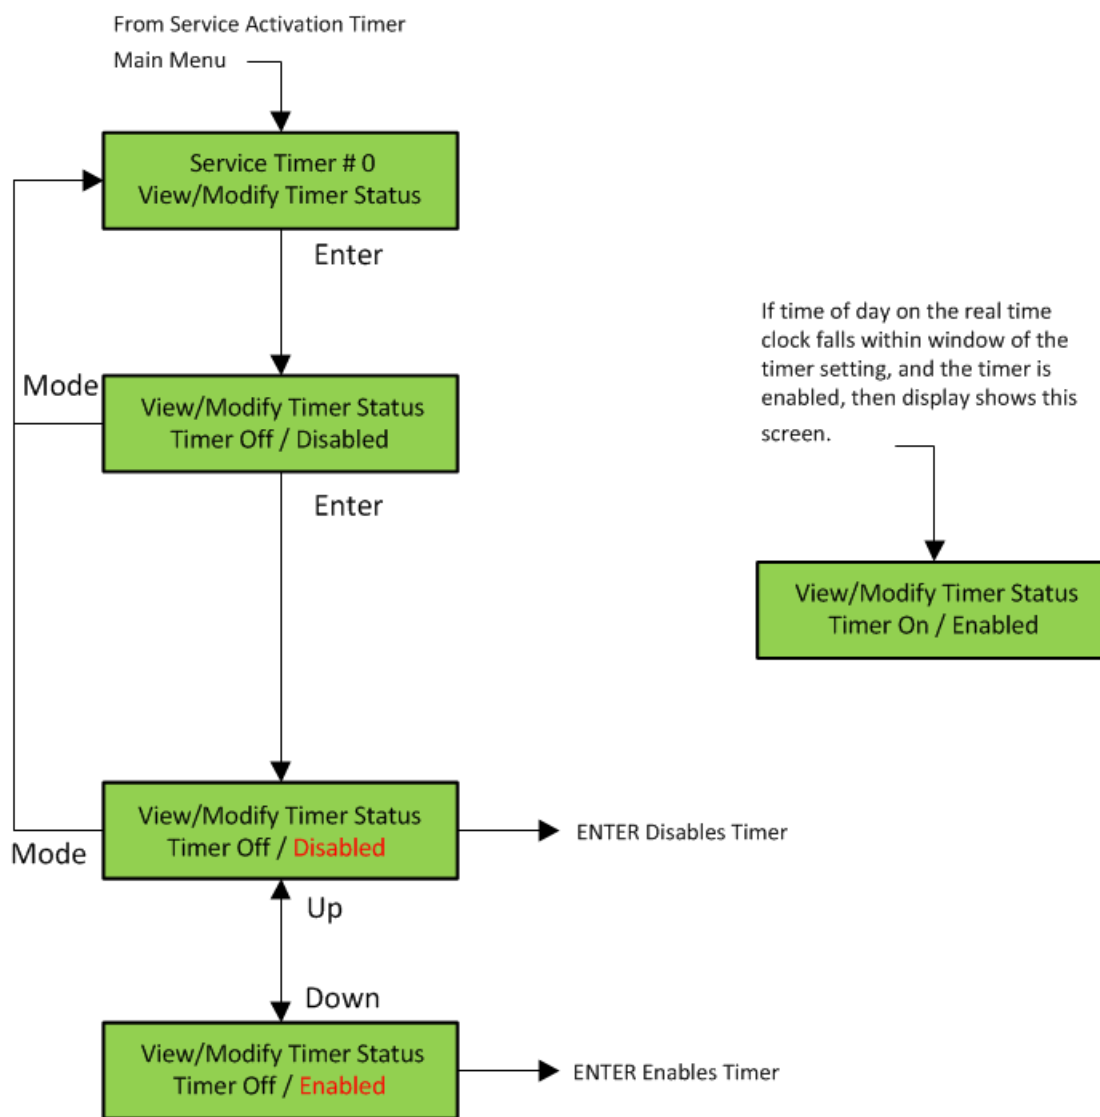 From Service Activation Timer
Main Menu
Service Timer # 0
View/Modify Timer Status
Enter
If time of day on the real time
clock falls within window of the
timer setting, and the timer is
enabled, then display shows this
screen.
Mode
View/Modify Timer Status
Timer Off / Disabled
Enter
View/Modify Timer Status
Timer On / Enabled
View/Modify Timer Status
Timer Off / Disabled
ENTER Disables Timer
Mode
Up
Down
View/Modify Timer Status
Timer Off / Enabled
ENTER Enables Timer